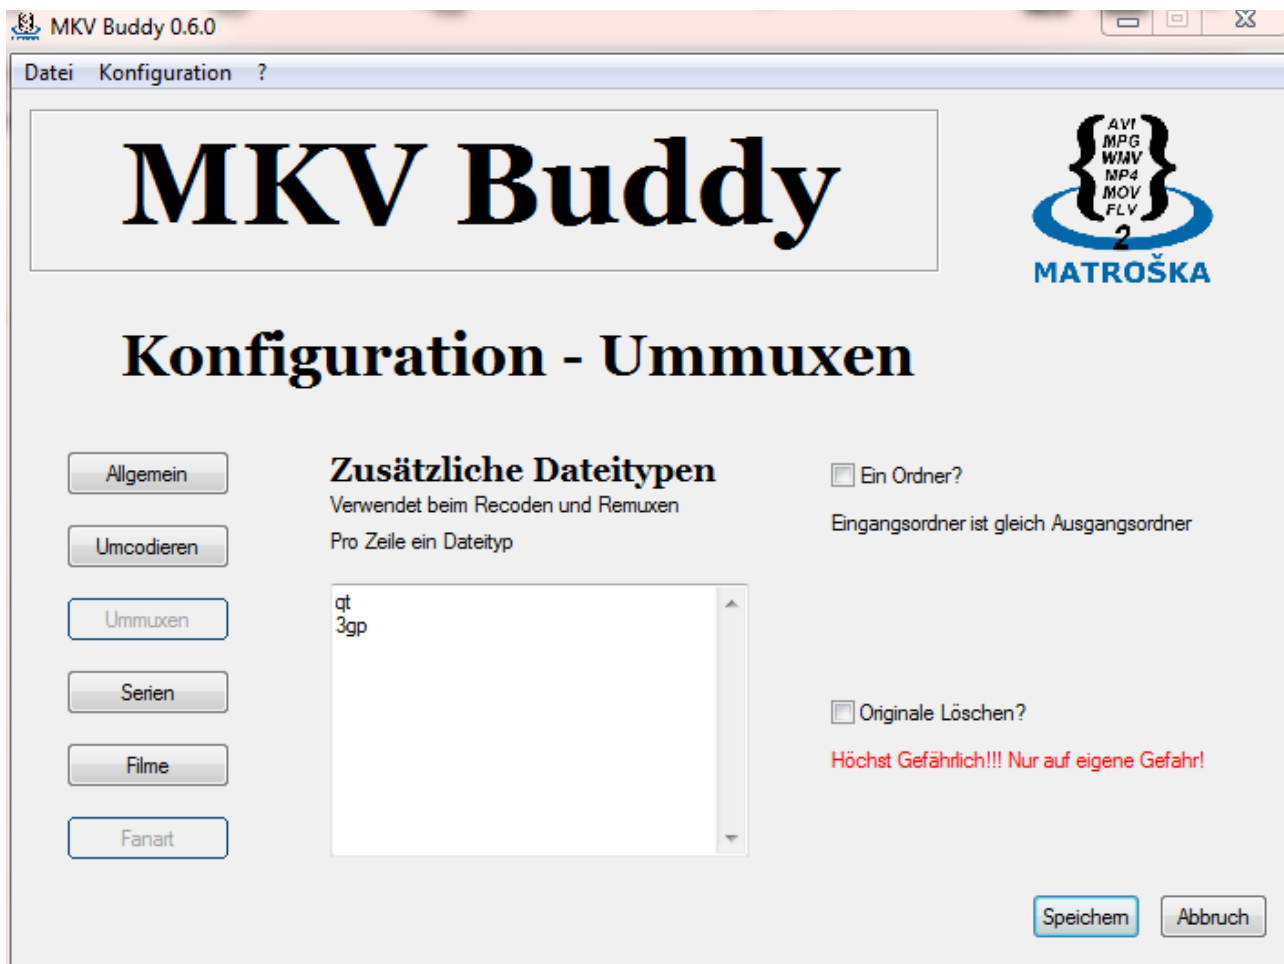 MKV Buddy 0.6.0
Datei Konfiguration ?
MKV Buddy
AVI
MPG
WMV
MP4
MOV
FLV
2
MATROŠKA
Konfiguration - Ummuxen
Allgemein
Umcodieren
Ummuxen
Serien
Filme
Fanart
Zusätzliche Dateitypen
Verwendet beim Recoden und Remuxen
Pro Zeile ein Dateityp
qt
3gp
Ein Ordner?
Eingangsordner ist gleich Ausgangsordner
Originale Löschen?
Höchst Gefährlich!!! Nur auf eigene Gefahr!
Speichern Abbruch